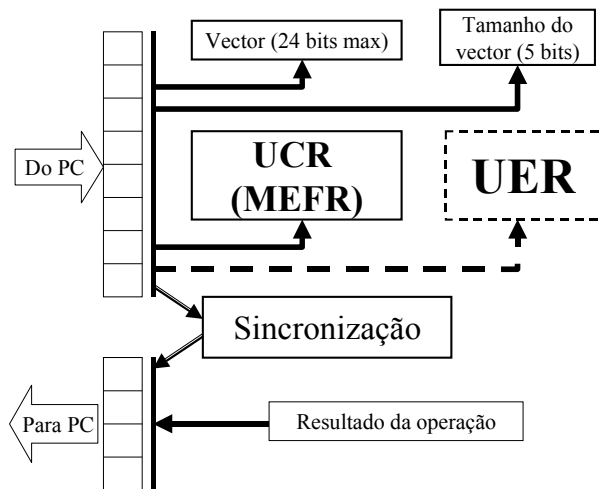 Vector (24 bits max)
Tamanho do
vector (5 bits)
Do PC
UCR
(MEFR)
UER
Sincronização
Para PC
Resultado da operação